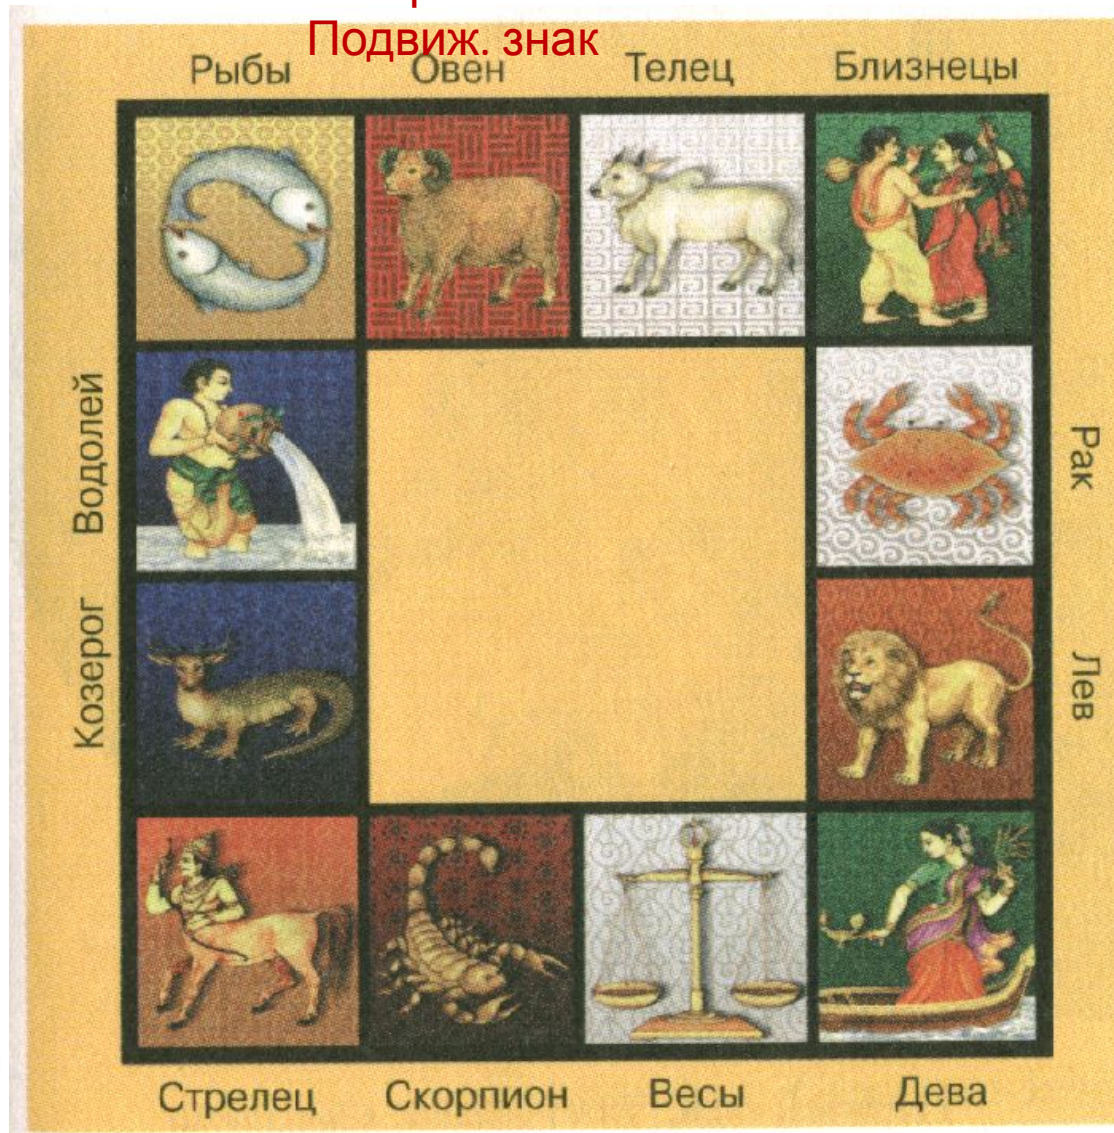 Подвиж. знак
Рыбы Овен Телец Близнецы
Водолей
Рак
Козерог
Лев
Стрелец Скорпион Весы Дева